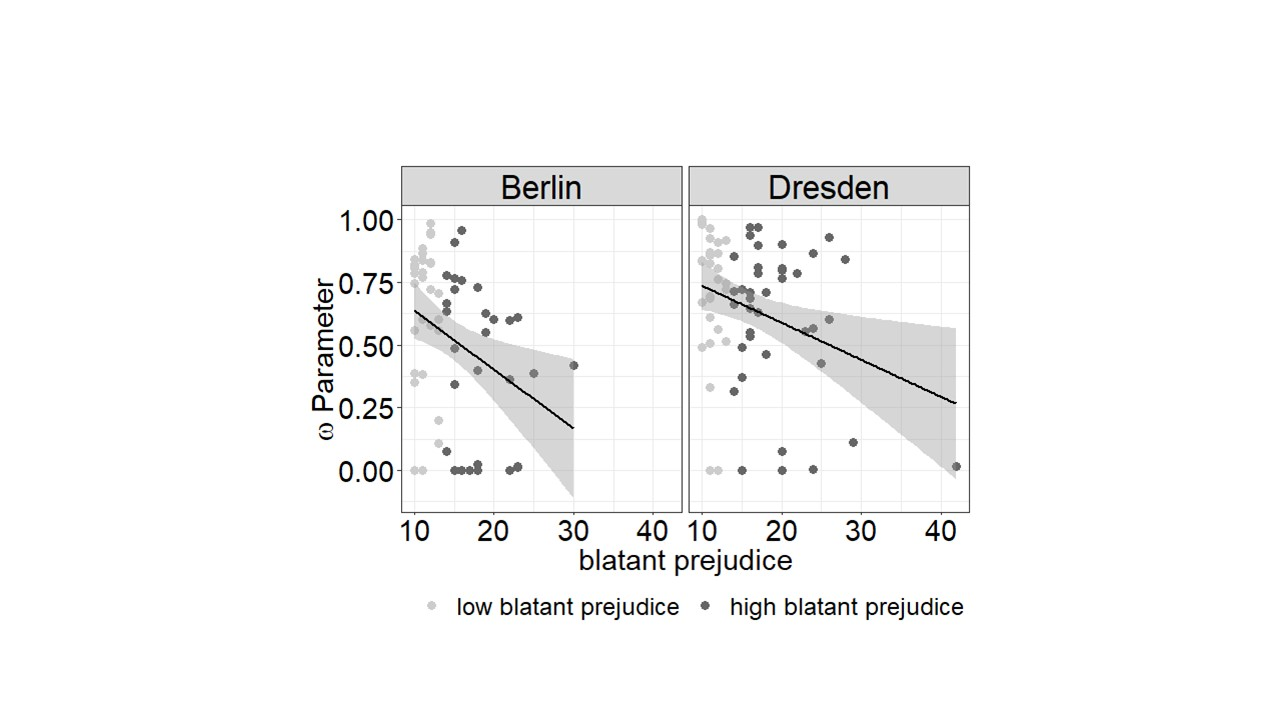 Berlin Dresden
1.00
0.75
0.50
0.25
0.00
ω Parameter
10 20 30 40 10 20 30 40
blatant prejudice
low blatant prejudice high blatant prejudice